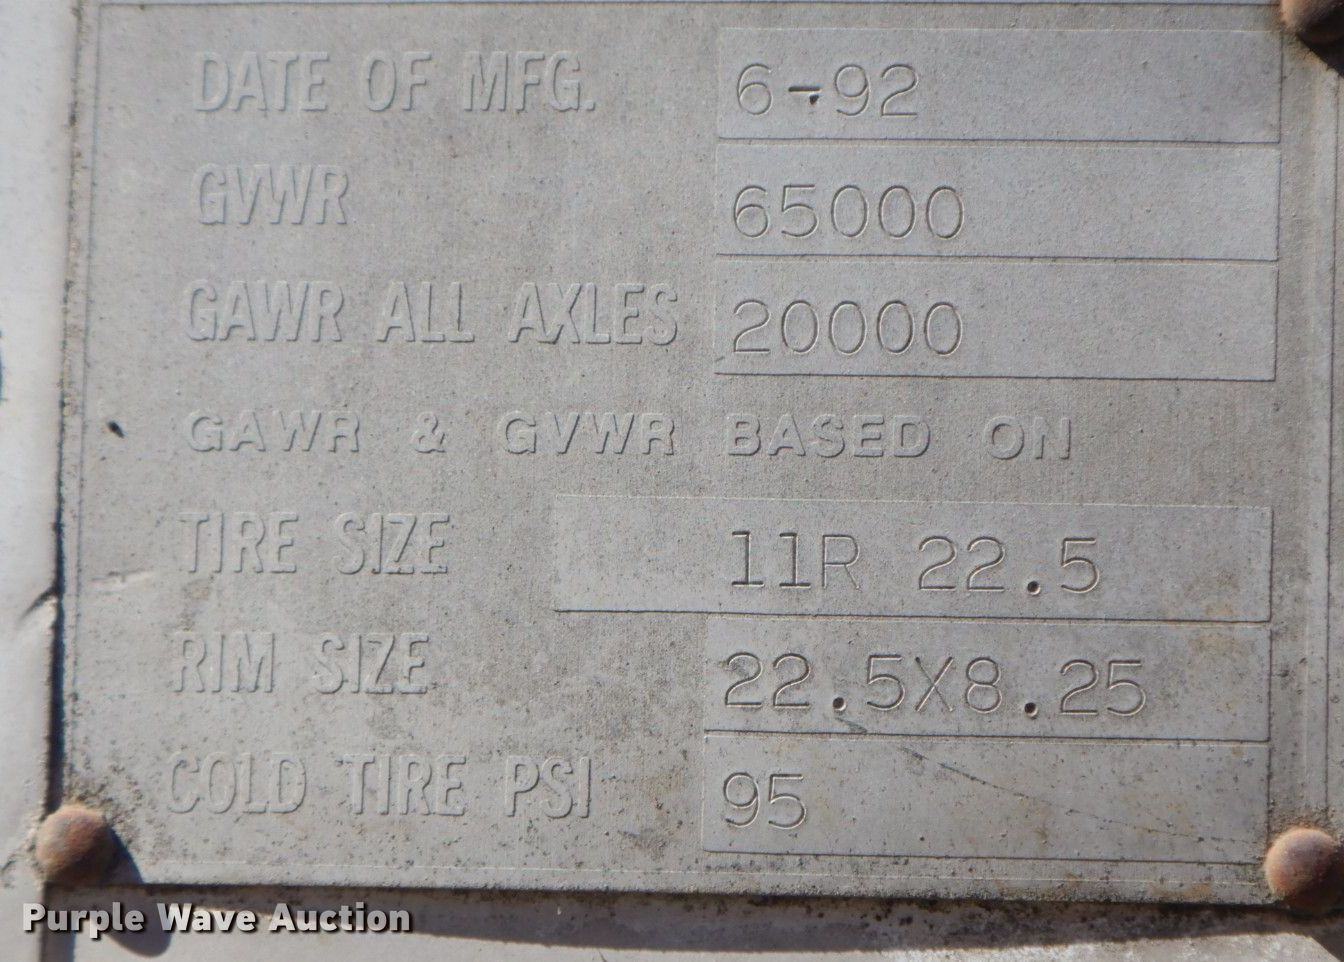 DATE OF MFG. 6-92
GVWR 65000
GAWR ALL AXLES 20000
GAWR & GVWR BASED ON
TIRE SIZE 11R 22.5
RIM SIZE 22.5X8.25
COLD TIRE PSI 95
Purple Wave Auction